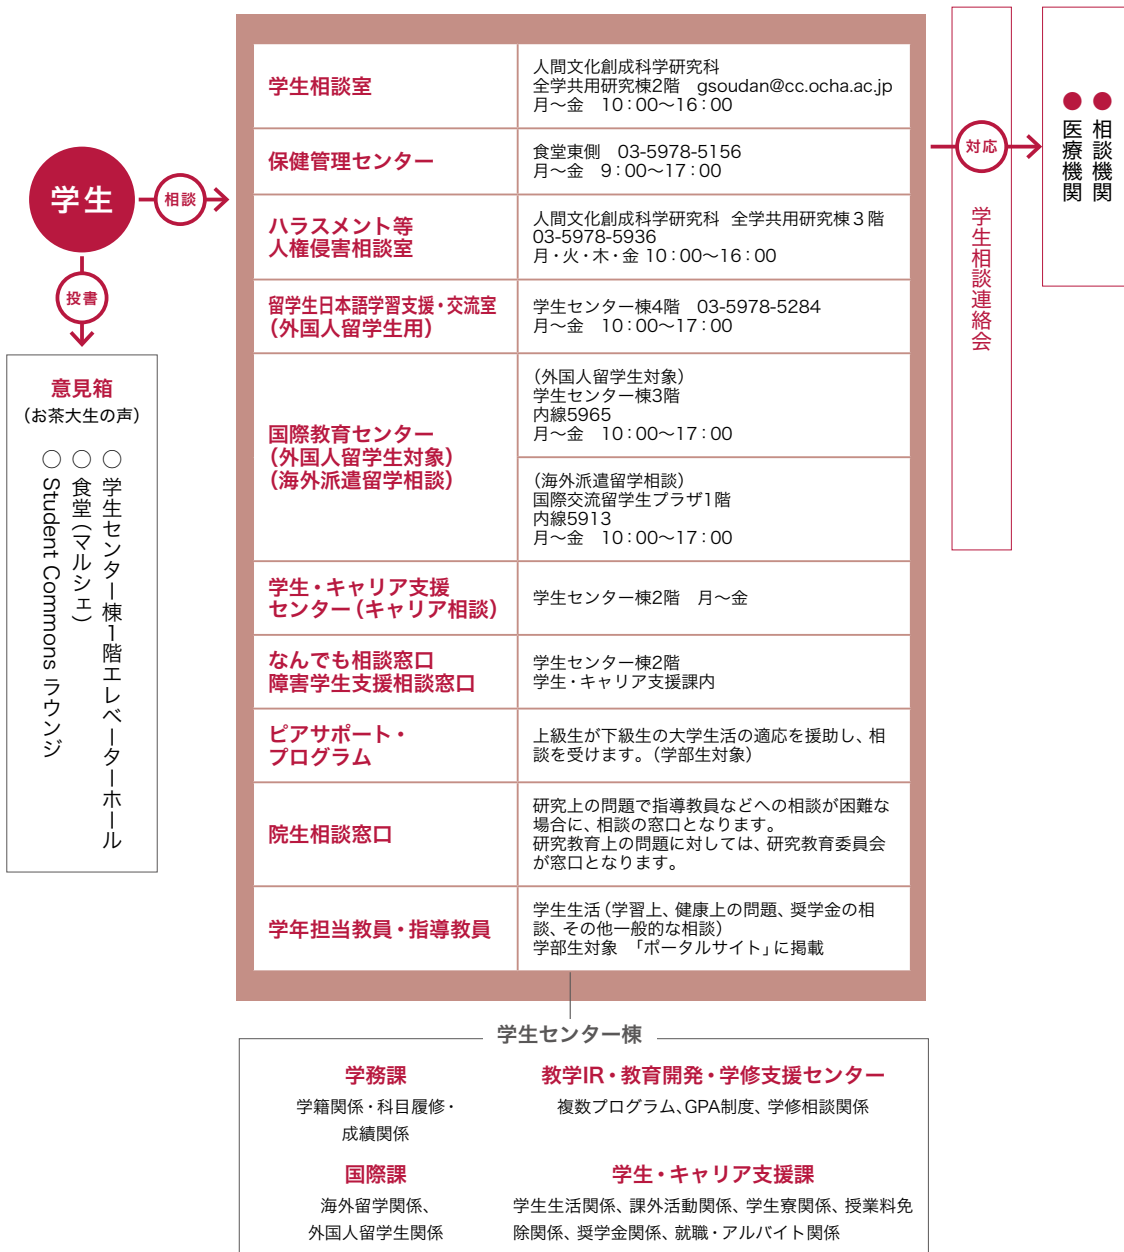 学生
相談
投書
意見箱
（お茶大生の声）
○ 学生センター棟1階エレベーターホール
○ 食堂（マルシェ）
○ Student Commons ラウンジ
学生相談室
人間文化創成科学研究科
全学共用研究棟2階　gsoudan@cc.ocha.ac.jp
月～金　10：00～16：00
保健管理センター
食堂東側　03-5978-5156
月～金　9：00～17：00
ハラスメント等
人権侵害相談室
人間文化創成科学研究科 全学共用研究棟３階
03-5978-5936
月・火・木・金 10：00～16：00
留学生日本語学習支援・交流室
（外国人留学生用）
学生センター棟4階　03-5978-5284
月～金　10：00～17：00
国際教育センター
（外国人留学生対象）
（海外派遣留学相談）
（外国人留学生対象）
学生センター棟3階
内線5965
月～金　10：00～17：00
（海外派遣留学相談）
国際交流留学生プラザ1階
内線5913
月～金　10：00～17：00
学生・キャリア支援
センター（キャリア相談）
学生センター棟2階　月～金
なんでも相談窓口
障害学生支援相談窓口
学生センター棟2階
学生・キャリア支援課内
ピアサポート・
プログラム
上級生が下級生の大学生活の適応を援助し、相
談を受けます。（学部生対象）
院生相談窓口
研究上の問題で指導教員などへの相談が困難な
場合に、相談の窓口となります。
研究教育上の問題に対しては、研究教育委員会
が窓口となります。
学年担当教員・指導教員
学生生活（学習上、健康上の問題、奨学金の相
談、その他一般的な相談）
学部生対象　「ポータルサイト」に掲載
対応
学生相談連絡会
● 相談機関
● 医療機関
学生センター棟
学務課
学籍関係・科目履修・
成績関係
教学IR・教育開発・学修支援センター
複数プログラム、GPA制度、学修相談関係
国際課
海外留学関係、
外国人留学生関係
学生・キャリア支援課
学生生活関係、課外活動関係、学生寮関係、授業料免
除関係、奨学金関係、就職・アルバイト関係